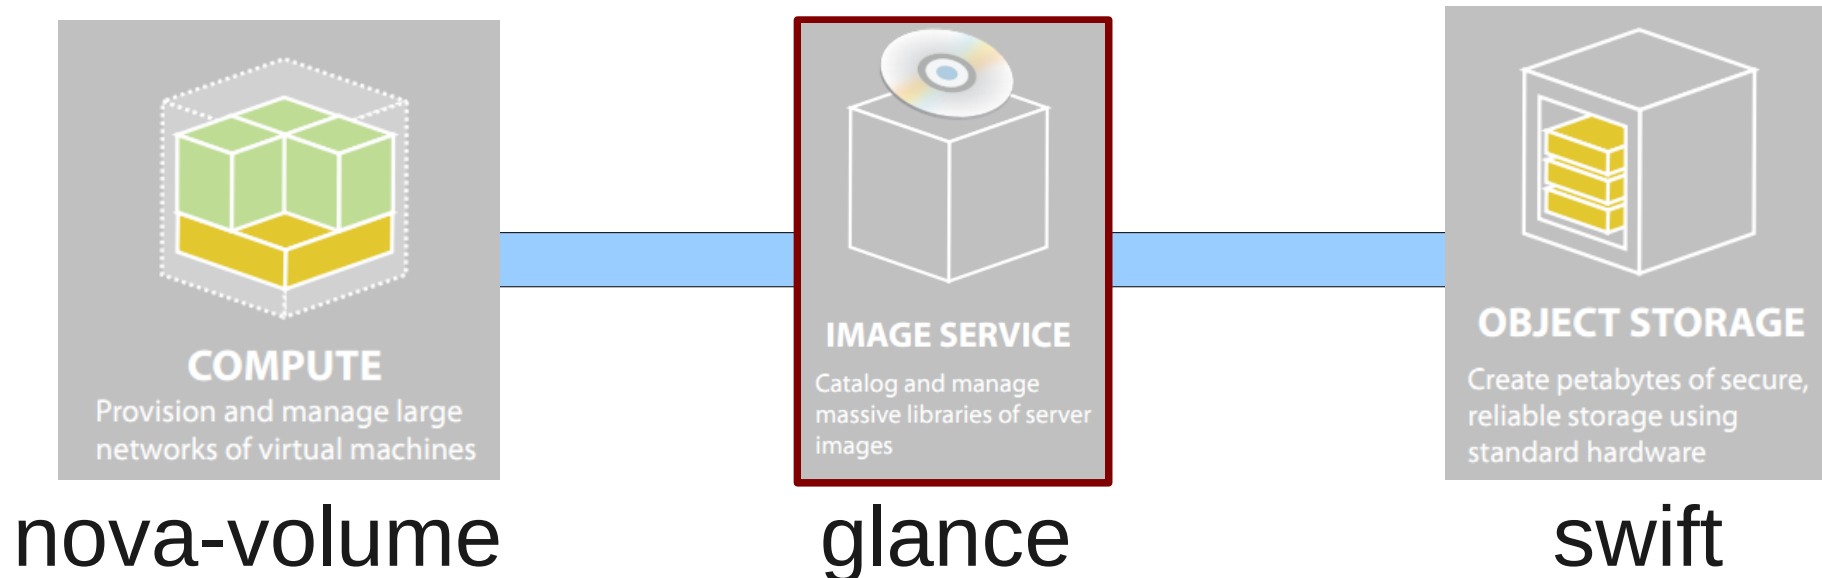 COMPUTE
Provision and manage large
networks of virtual machines
nova-volume
IMAGE SERVICE
Catalog and manage
massive libraries of server
images
glance
OBJECT STORAGE
Create petabytes of secure,
reliable storage using
standard hardware
swift